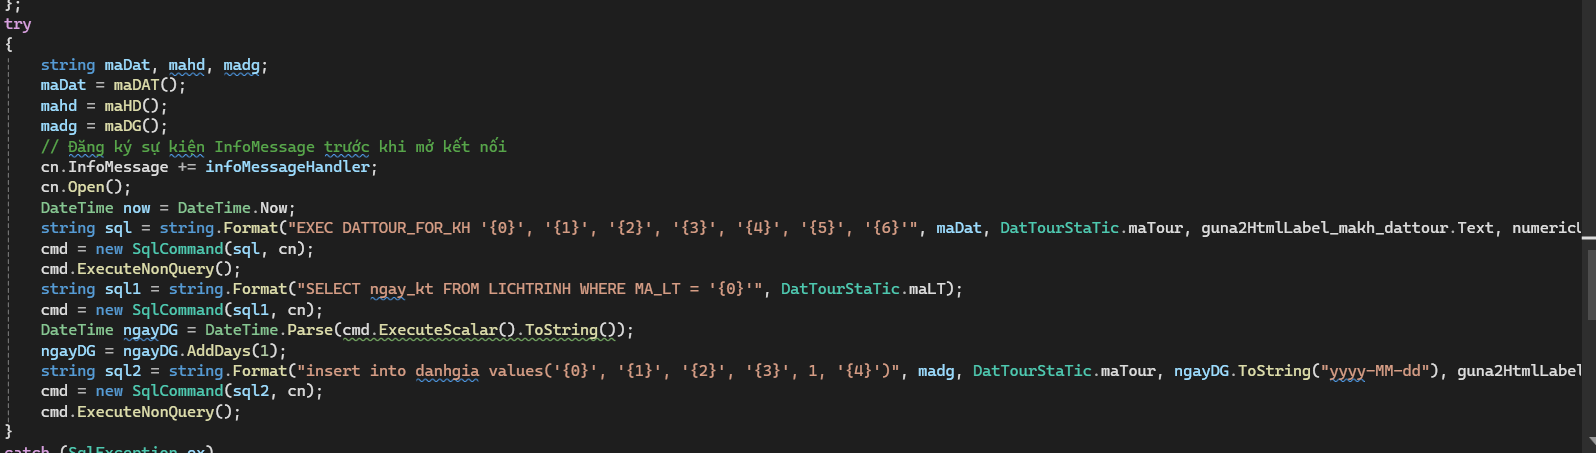 };
try
{
string maDat, mahd, madg;
maDat = maDAT();
mahd = maHD();
madg = maDG();
// Đăng ký sự kiện InfoMessage trước khi mở kết nối
cn.InfoMessage += infoMessageHandler;
cn.Open();
DateTime now = DateTime.Now;
string sql = string.Format("EXEC DATTOUR_FOR_KH '{0}', '{1}', '{2}', '{3}', '{4}', '{5}', '{6}'", maDat, DatTourStaTic.maTour, guna2HtmlLabel_makh_dattour.Text, numeric
cmd = new SqlCommand(sql, cn);
cmd.ExecuteNonQuery();
string sql1 = string.Format("SELECT ngay_kt FROM LICHTRINH WHERE MA_LT = '{0}'", DatTourStaTic.maLT);
cmd = new SqlCommand(sql1, cn);
DateTime ngayDG = DateTime.Parse(cmd.ExecuteScalar().ToString());
ngayDG = ngayDG.AddDays(1);
string sql2 = string.Format("insert into danhgia values('{0}', '{1}', '{2}', '{3}', 1, '{4}')", madg, DatTourStaTic.maTour, ngayDG.ToString("yyyy-MM-dd"), guna2HtmlLabel
cmd = new SqlCommand(sql2, cn);
cmd.ExecuteNonQuery();
}
catch (SqlException ex)